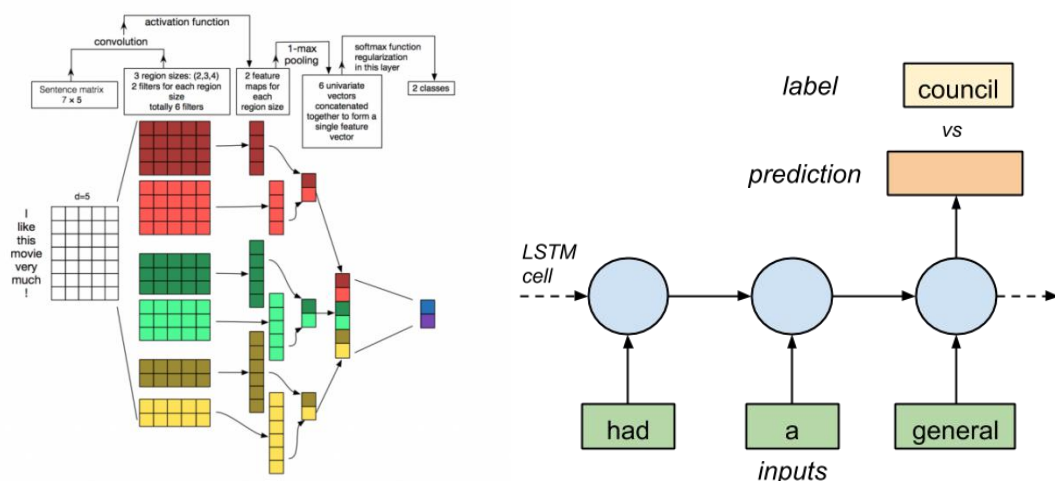 activation function
convolution
1-max
pooling
softmax function
regularization
in this layer
Sentence matrix
7 × 5
3 region sizes: (2,3,4)
2 filters for each region
size
totally 6 filters
2 feature
maps for
each
region size
6 univariate
vectors
concatenated
together to form a
single feature
vector
2 classes
d=5
I
like
this
movie
very
much
!
label
council
vs
prediction
LSTM
cell
had
a
general
inputs